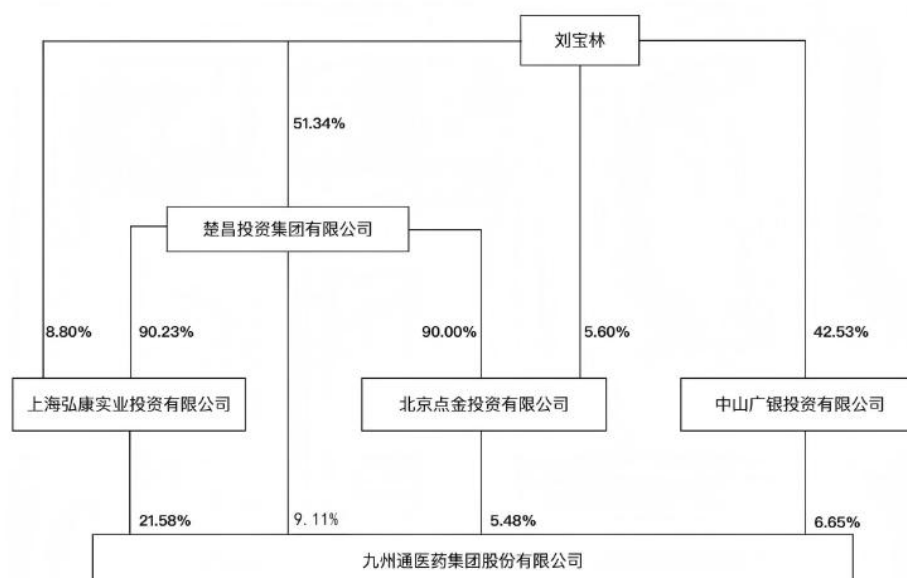 刘宝林
51.34%
楚昌投资集团有限公司
8.80%
90.23%
90.00%
5.60%
42.53%
上海弘康实业投资有限公司
北京点金投资有限公司
中山广银投资有限公司
21.58%
9.11%
5.48%
6.65%
九州通医药集团股份有限公司